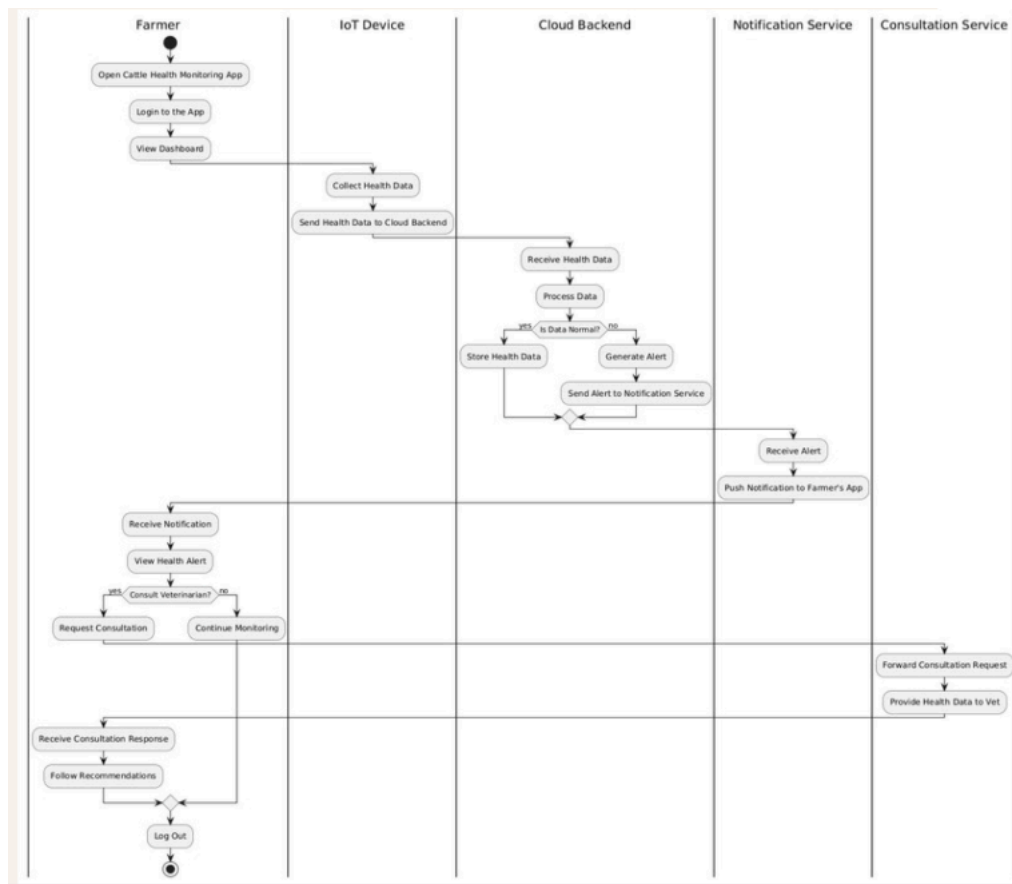 Farmer
IoT Device
Cloud Backend
Notification Service
Consultation Service
Open Cattle Health Monitoring App
Login to the App
View Dashboard
Collect Health Data
Send Health Data to Cloud Backend
Receive Health Data
Process Data
yes
Is Data Normal?
no
Store Health Data
Generate Alert
Send Alert to Notification Service
Receive Alert
Push Notification to Farmer's App
Receive Notification
View Health Alert
yes
Consult Veterinarian?
no
Request Consultation
Continue Monitoring
Forward Consultation Request
Provide Health Data to Vet
Receive Consultation Response
Follow Recommendations
Log Out